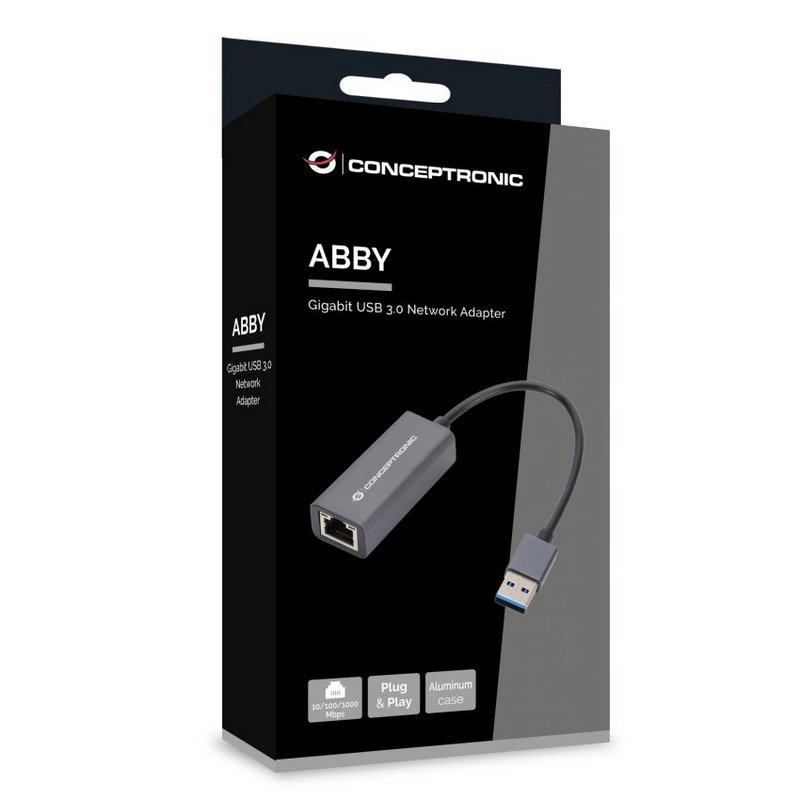 CONCEPTRONIC
ABBY
Gigabit USB 3.0 Network Adapter
ABBY
Gigabit USB 3.0
Network
Adapter
CONCEPTRONIC
10/100/1000
Mbps
Plug
& Play
Aluminum
case